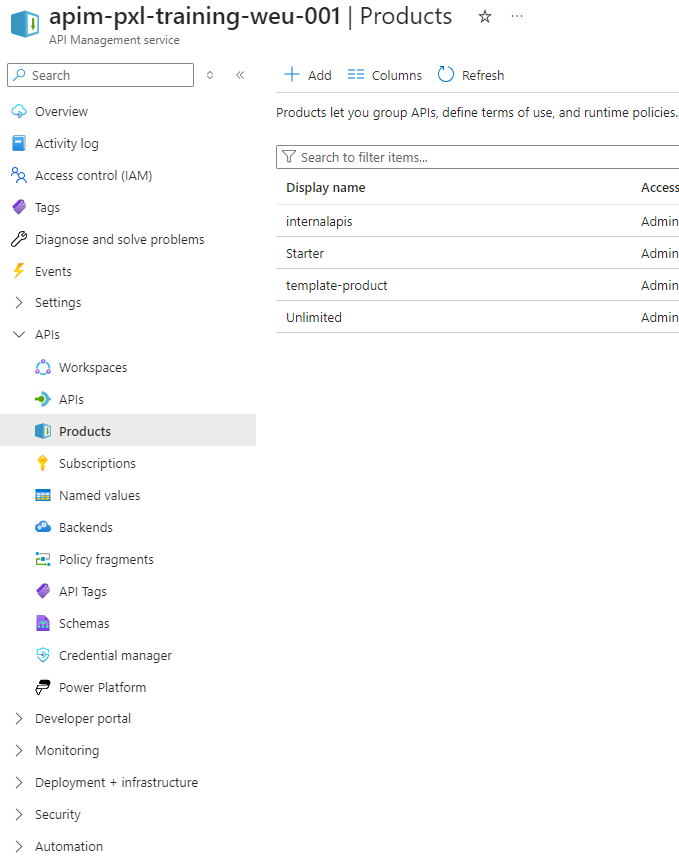 apim-pxl-training-weu-001 | Products
API Management service
Search
Overview
Activity log
Access control (IAM)
Tags
Diagnose and solve problems
Events
Settings
APIs
Workspaces
APIs
Products
Subscriptions
Named values
Backends
Policy fragments
API Tags
Schemas
Credential manager
Power Platform
Developer portal
Monitoring
Deployment + infrastructure
Security
Automation
Add Columns Refresh
Products let you group APIs, define terms of use, and runtime policies.
Search to filter items...
Display name Access
internalapis Admin
Starter Admin
template-product Admin
Unlimited Admin